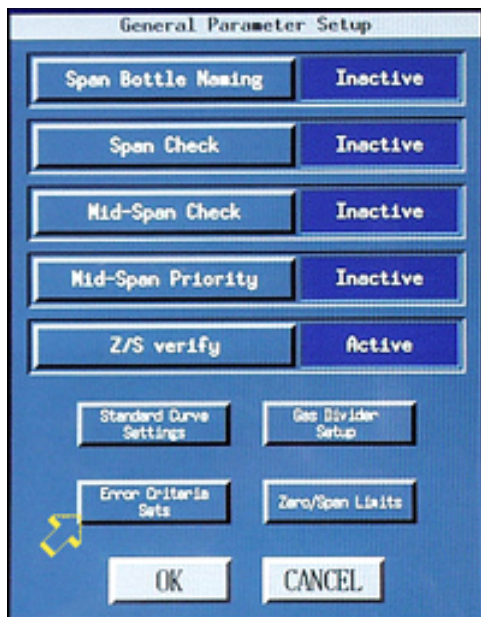 General Parameter Setup
Span Bottle Naming Inactive
Span Check Inactive
Mid-Span Check Inactive
Mid-Span Priority Inactive
Z/S verify Active
Standard Curve
Settings
Gas Divider
Setup
Error Criteria
Sets
Zero/Span Limits
OK CANCEL